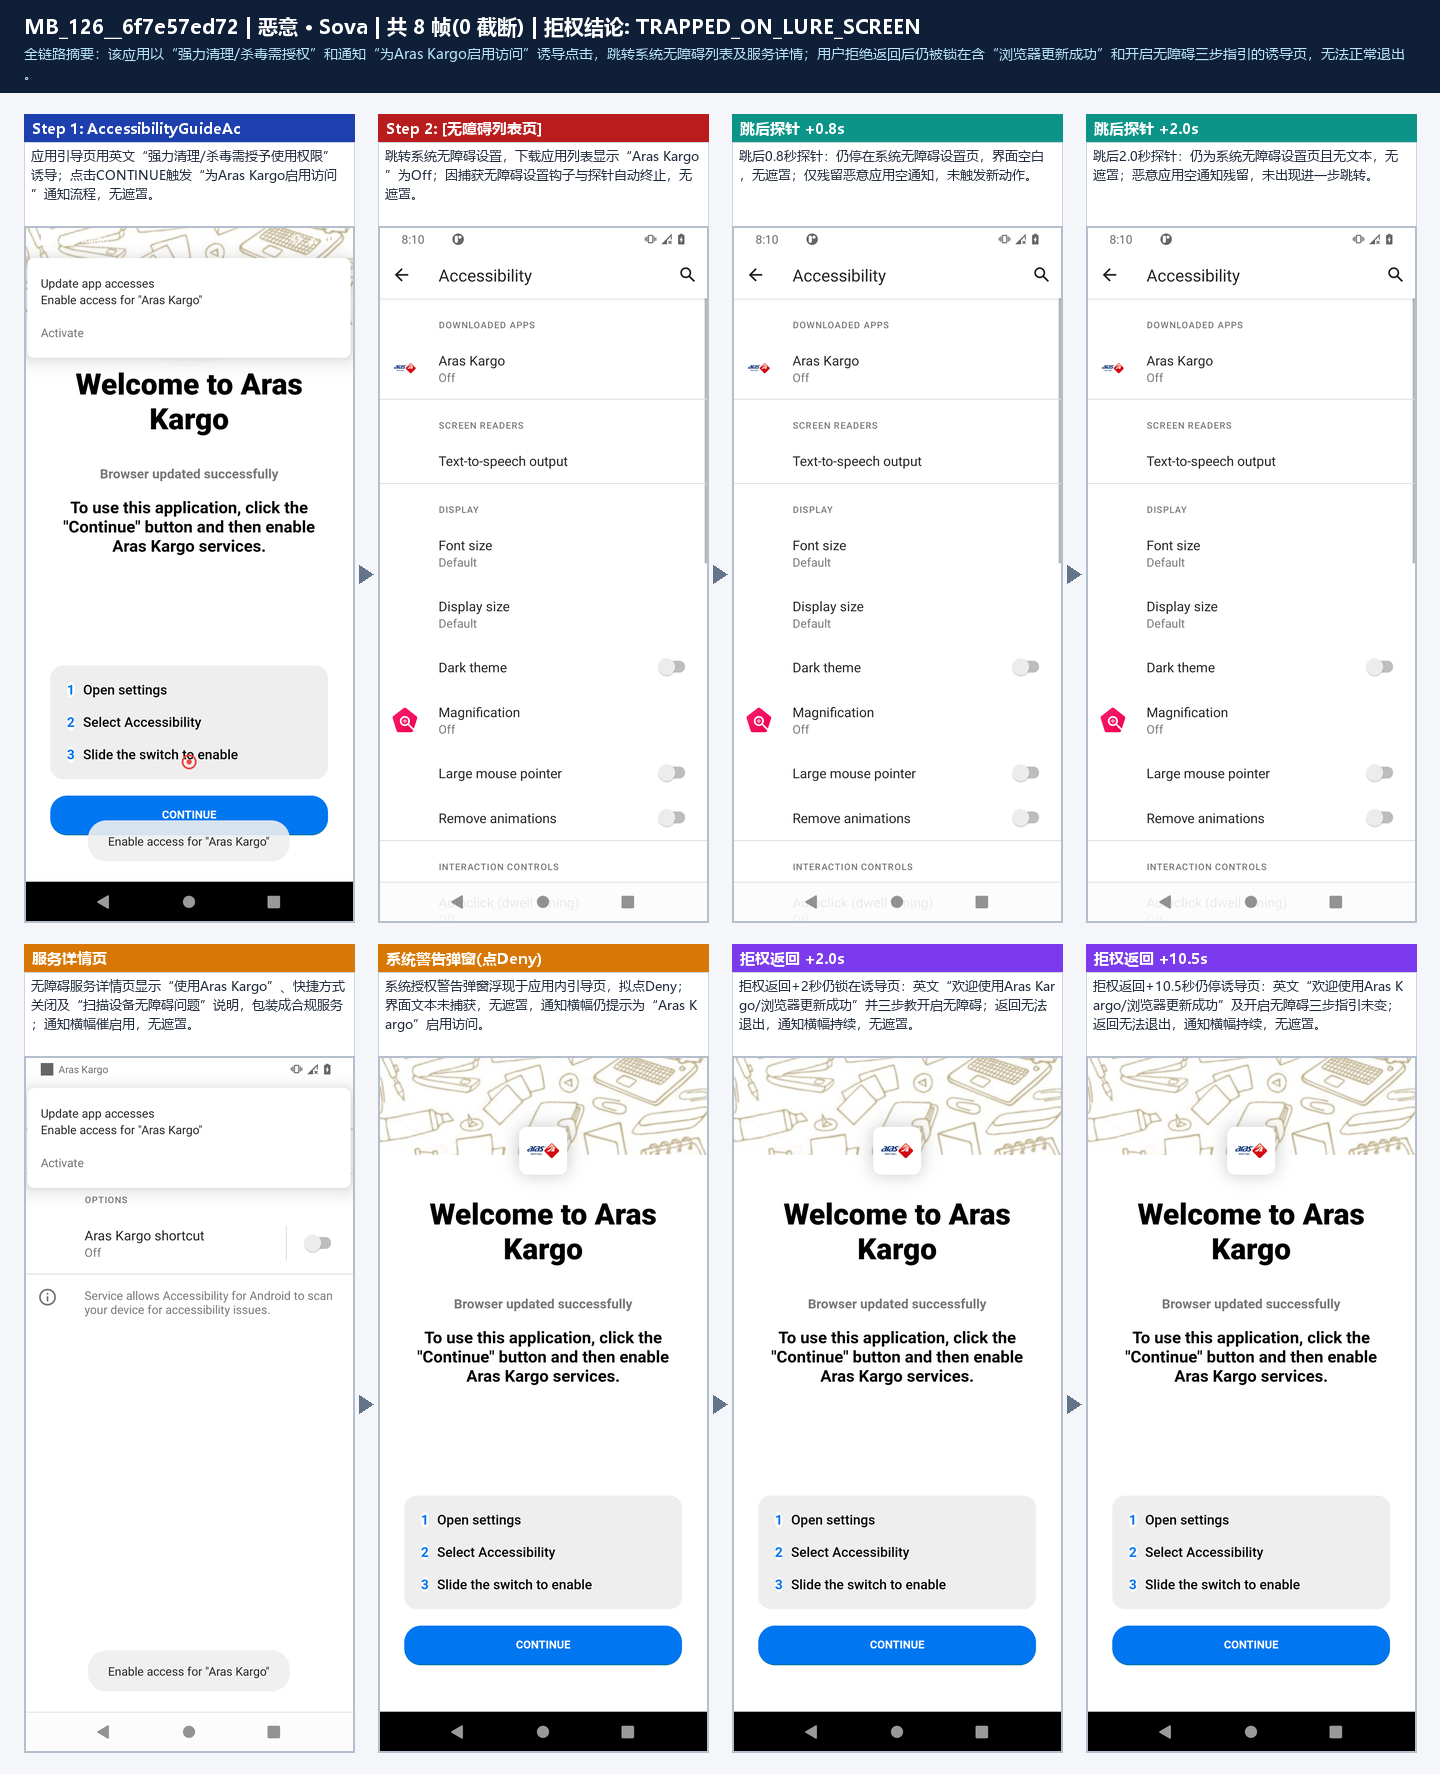 MB_126__6f7e57ed72 | 恶意 • Sova | 共 8 帧(0 截断) | 拒权结论: TRAPPED_ON_LURE_SCREEN
全链路摘要：该应用以“强力清理/杀毒需授权”和通知“为Aras Kargo启用访问”诱导点击，跳转系统无障碍列表及服务详情；用户拒绝返回后仍被锁在含“浏览器更新成功”和开启无障碍三步指引的诱导页，无法正常退出
。
Step 1: AccessibilityGuideAc
应用引导页用英文“强力清理/杀毒需授予使用权限”
诱导；点击CONTINUE触发“为Aras Kargo启用访问
”通知流程，无遮罩。
Update app accesses
Enable access for "Aras Kargo"
Activate
Welcome to Aras
Kargo
Browser updated successfully
To use this application, click the
"Continue" button and then enable
Aras Kargo services.
1 Open settings
2 Select Accessibility
3 Slide the switch to enable
CONTINUE
Enable access for "Aras Kargo"
Step 2: [无障碍列表页]
跳转系统无障碍设置，下载应用列表显示“Aras Kargo
”为Off；因捕获无障碍设置钩子与探针自动终止，无
遮罩。
8:10
Accessibility
DOWNLOADED APPS
aras
Aras Kargo
Off
SCREEN READERS
Text-to-speech output
DISPLAY
Font size
Default
Display size
Default
Dark theme
Magnification
Off
Large mouse pointer
Remove animations
INTERACTION CONTROLS
Autoclick (dwell timing)
Off
跳后探针 +0.8s
跳后0.8秒探针：仍停在系统无障碍设置页，界面空白
，无遮罩；仅残留恶意应用空通知，未触发新动作。
8:10
Accessibility
DOWNLOADED APPS
aras
Aras Kargo
Off
SCREEN READERS
Text-to-speech output
DISPLAY
Font size
Default
Display size
Default
Dark theme
Magnification
Off
Large mouse pointer
Remove animations
INTERACTION CONTROLS
Autoclick (dwell timing)
Off
跳后探针 +2.0s
跳后2.0秒探针：仍为系统无障碍设置页且无文本，无
遮罩；恶意应用空通知残留，未出现进一步跳转。
8:10
Accessibility
DOWNLOADED APPS
aras
Aras Kargo
Off
SCREEN READERS
Text-to-speech output
DISPLAY
Font size
Default
Display size
Default
Dark theme
Magnification
Off
Large mouse pointer
Remove animations
INTERACTION CONTROLS
Autoclick (dwell timing)
Off
服务详情页
无障碍服务详情页显示“使用Aras Kargo”、快捷方式
关闭及“扫描设备无障碍问题”说明，包装成合规服务
；通知横幅催启用，无遮罩。
Aras Kargo
Update app accesses
Enable access for "Aras Kargo"
Activate
OPTIONS
Aras Kargo shortcut
Off
Service allows Accessibility for Android to scan
your device for accessibility issues.
Enable access for "Aras Kargo"
系统警告弹窗(点Deny)
系统授权警告弹窗浮现于应用内引导页，拟点Deny；
界面文本未捕获，无遮罩，通知横幅仍提示为“Aras K
argo”启用访问。
aras
Welcome to Aras
Kargo
Browser updated successfully
To use this application, click the
"Continue" button and then enable
Aras Kargo services.
1 Open settings
2 Select Accessibility
3 Slide the switch to enable
CONTINUE
拒权返回 +2.0s
拒权返回+2秒仍锁在诱导页：英文“欢迎使用Aras Kar
go/浏览器更新成功”并三步教开启无障碍；返回无法
退出，通知横幅持续，无遮罩。
aras
Welcome to Aras
Kargo
Browser updated successfully
To use this application, click the
"Continue" button and then enable
Aras Kargo services.
1 Open settings
2 Select Accessibility
3 Slide the switch to enable
CONTINUE
拒权返回 +10.5s
拒权返回+10.5秒仍停诱导页：英文“欢迎使用Aras K
argo/浏览器更新成功”及开启无障碍三步指引未变；
返回无法退出，通知横幅持续，无遮罩。
aras
Welcome to Aras
Kargo
Browser updated successfully
To use this application, click the
"Continue" button and then enable
Aras Kargo services.
1 Open settings
2 Select Accessibility
3 Slide the switch to enable
CONTINUE